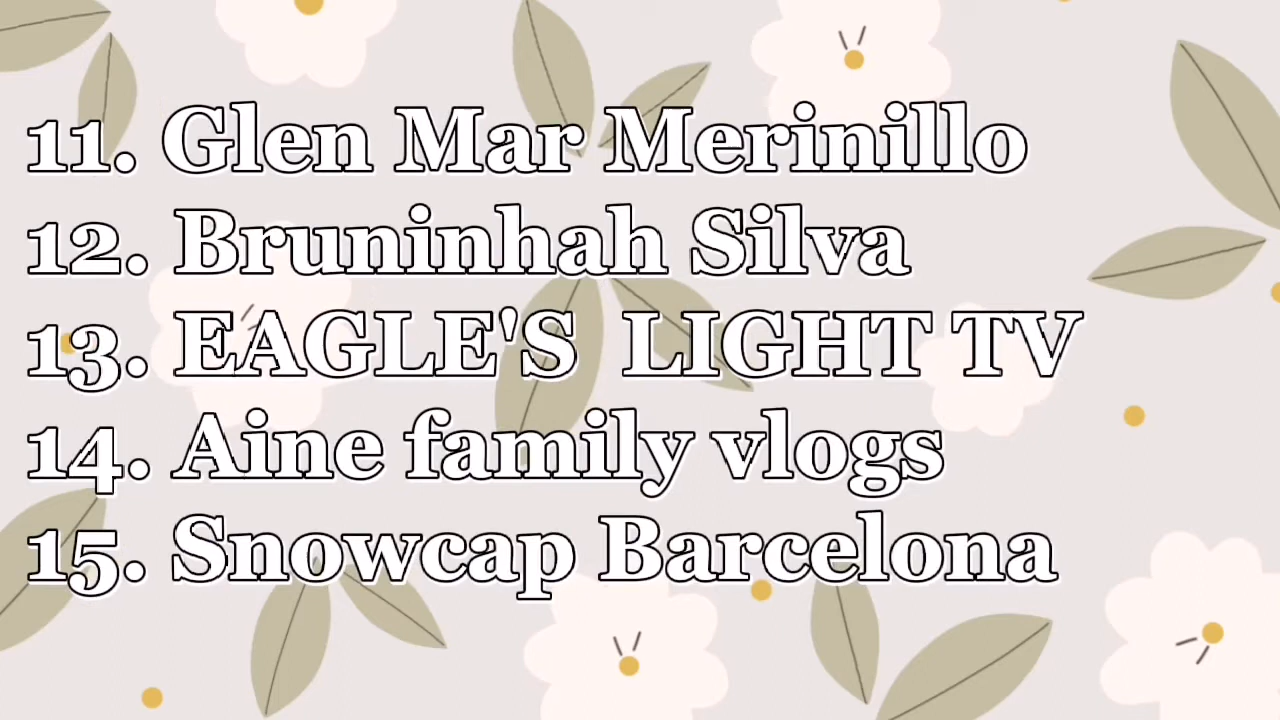 11. Glen Mar Merinillo
12. Bruninhah Silva
13. EAGLE'S  LIGHT TV
14. Aine family vlogs
15. Snowcap Barcelona